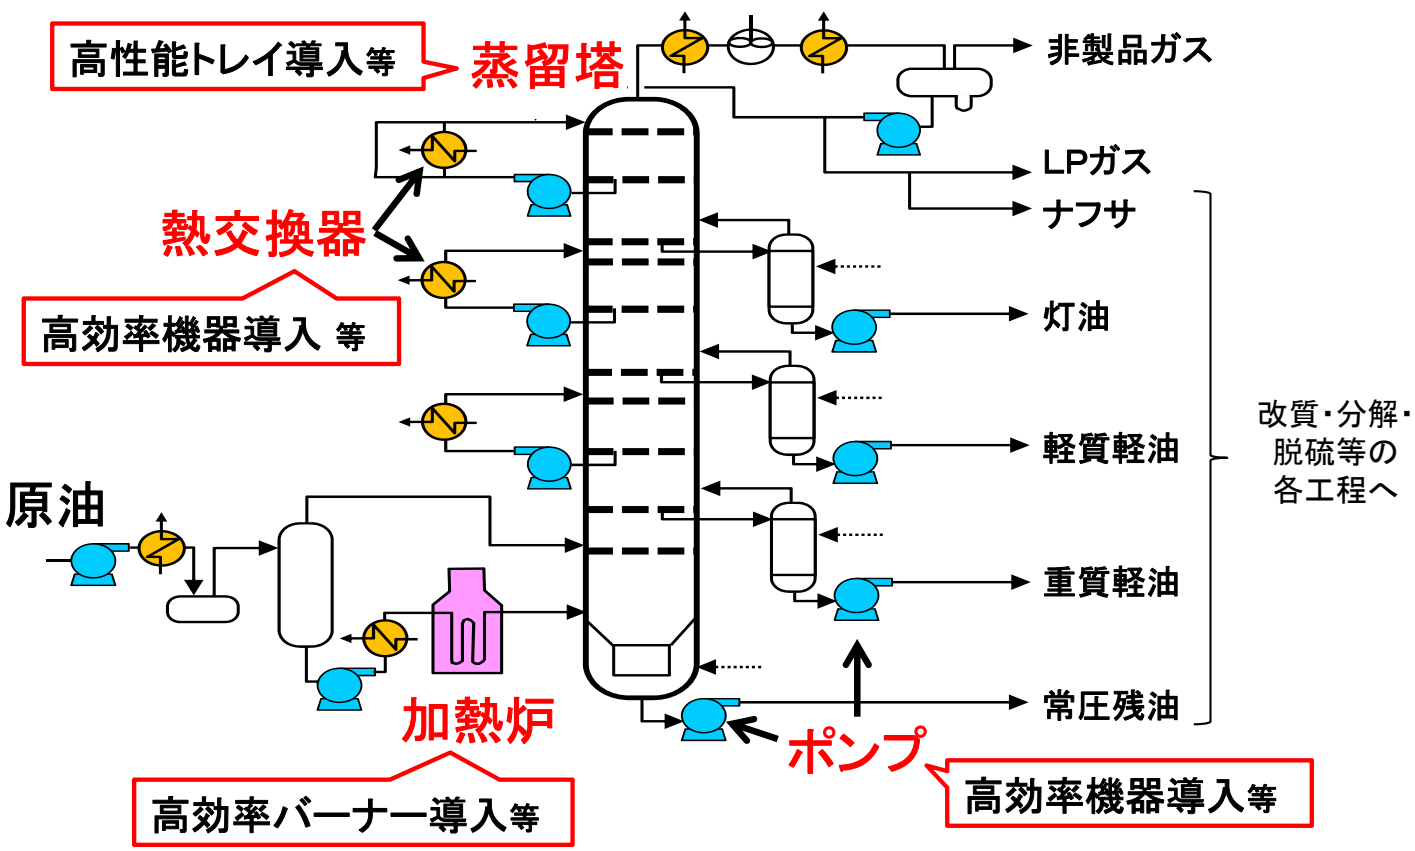 高性能トレイ導入等
蒸留塔
非製品ガス
LPガス
ナフサ
熱交換器
高効率機器導入 等
灯油
改質・分解・
脱硫等の
各工程へ
軽質軽油
原油
重質軽油
加熱炉
常圧残油
ポンプ
高効率バーナー導入等
高効率機器導入等